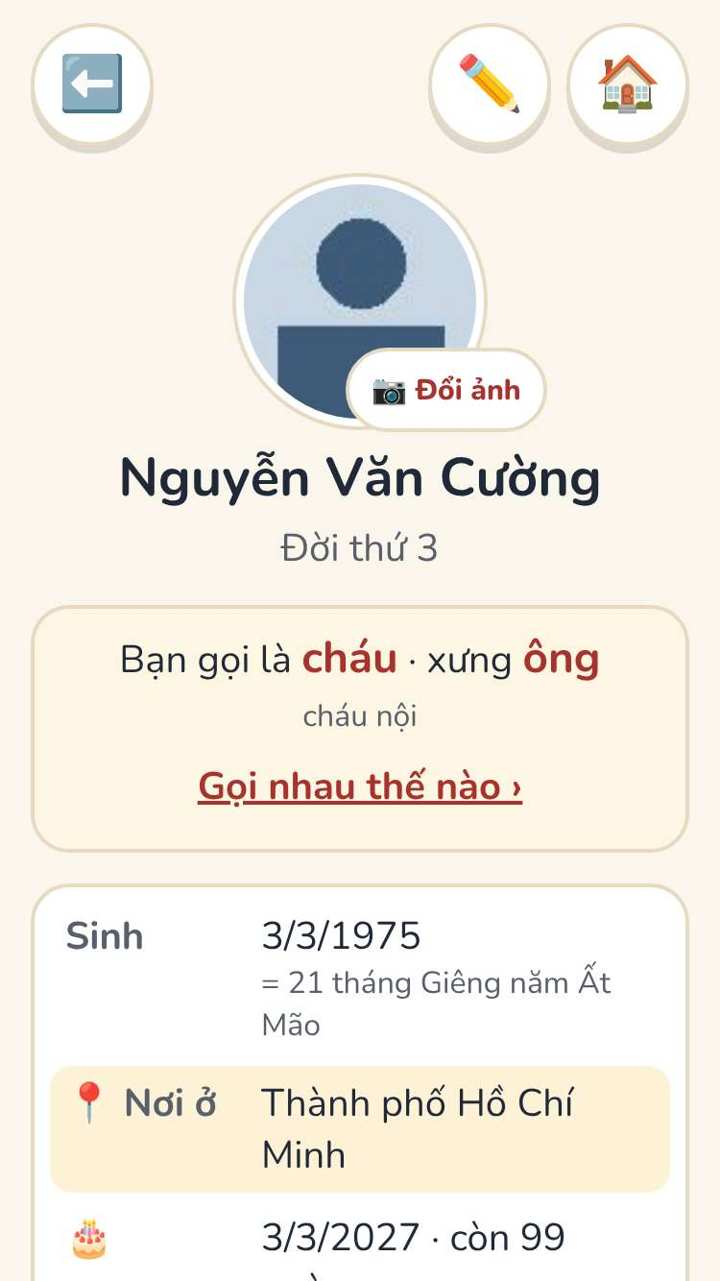 Đổi ảnh
Nguyễn Văn Cường
Đời thứ 3
Bạn gọi là cháu · xưng ông
cháu nội
Gọi nhau thế nào ›
Sinh
3/3/1975
= 21 tháng Giêng năm Ất
Mão
Nơi ở
Thành phố Hồ Chí
Minh
3/3/2027 · còn 99